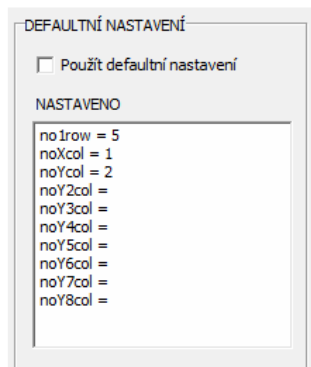 DEFAULTNÍ NASTAVENÍ
Použít defaultní nastavení
NASTAVENO
no1row = 5
noXcol = 1
noYcol = 2
noY2col =
noY3col =
noY4col =
noY5col =
noY6col =
noY7col =
noY8col =